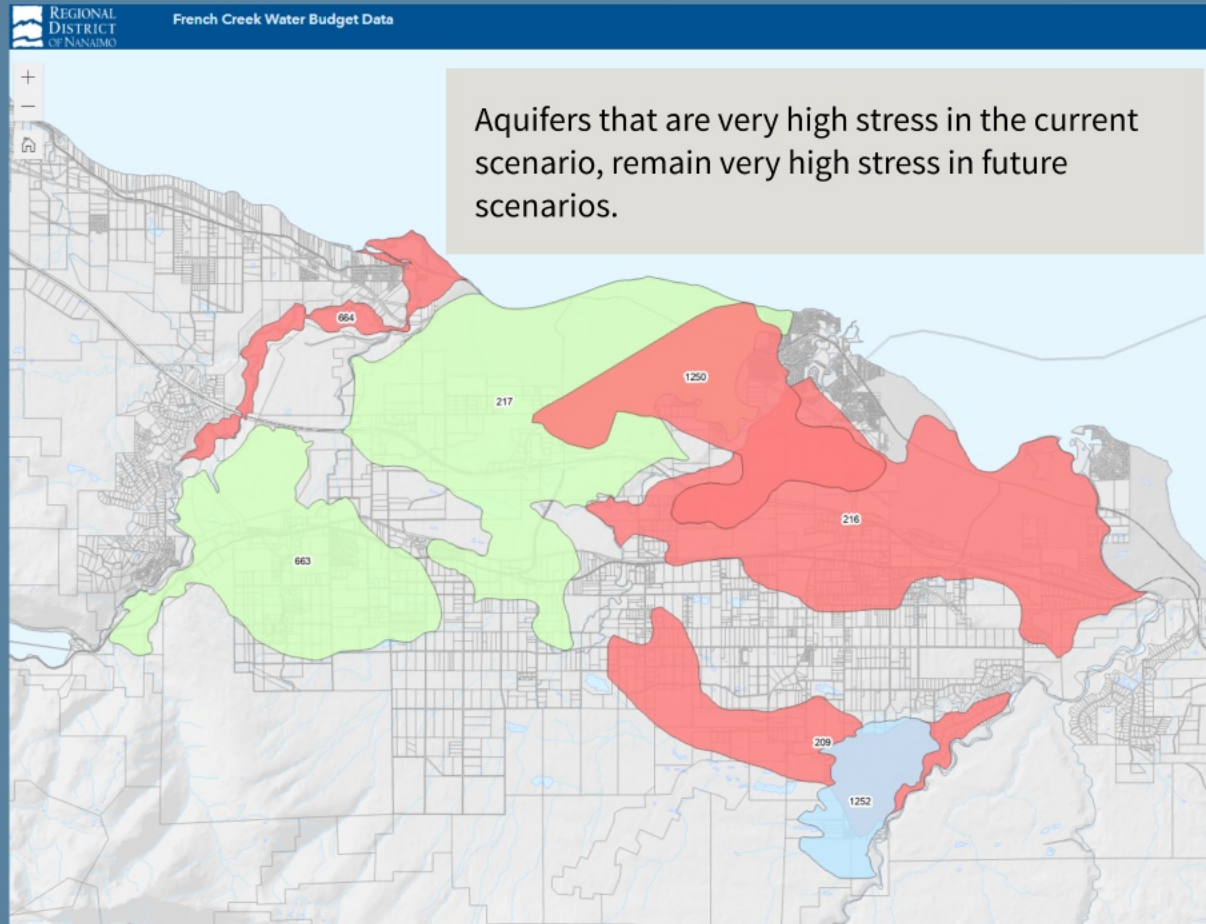 REGIONAL
DISTRICT
OF NANAIMO
French Creek Water Budget Data
+
−
Aquifers that are very high stress in the current
scenario, remain very high stress in future
scenarios.
664
1250
217
216
663
209
1252